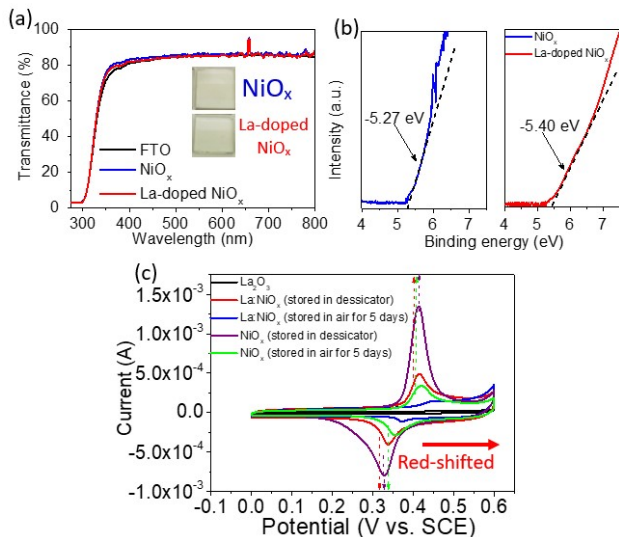 (a)
100
80
60
40
20
0
Transmittance (%)
NiOₓ
La-doped
NiOₓ
FTO
NiOₓ
La-doped NiOₓ
300 400 500 600 700 800
Wavelength (nm)
(b)
NiOₓ
La-doped NiOₓ
-5.27 eV
-5.40 eV
Intensity (a.u.)
4 5 6 7
4 5 6 7
Binding energy (eV)
(c)
La₂O₃
La:NiOₓ (stored in dessicator)
La:NiOₓ (stored in air for 5 days)
NiOₓ (stored in dessicator)
NiOₓ (stored in air for 5 days)
1.5x10⁻³
1.0x10⁻³
5.0x10⁻⁴
0.0
-5.0x10⁻⁴
-1.0x10⁻³
Current (A)
Red-shifted
-0.1 0.0 0.1 0.2 0.3 0.4 0.5 0.6
Potential (V vs. SCE)